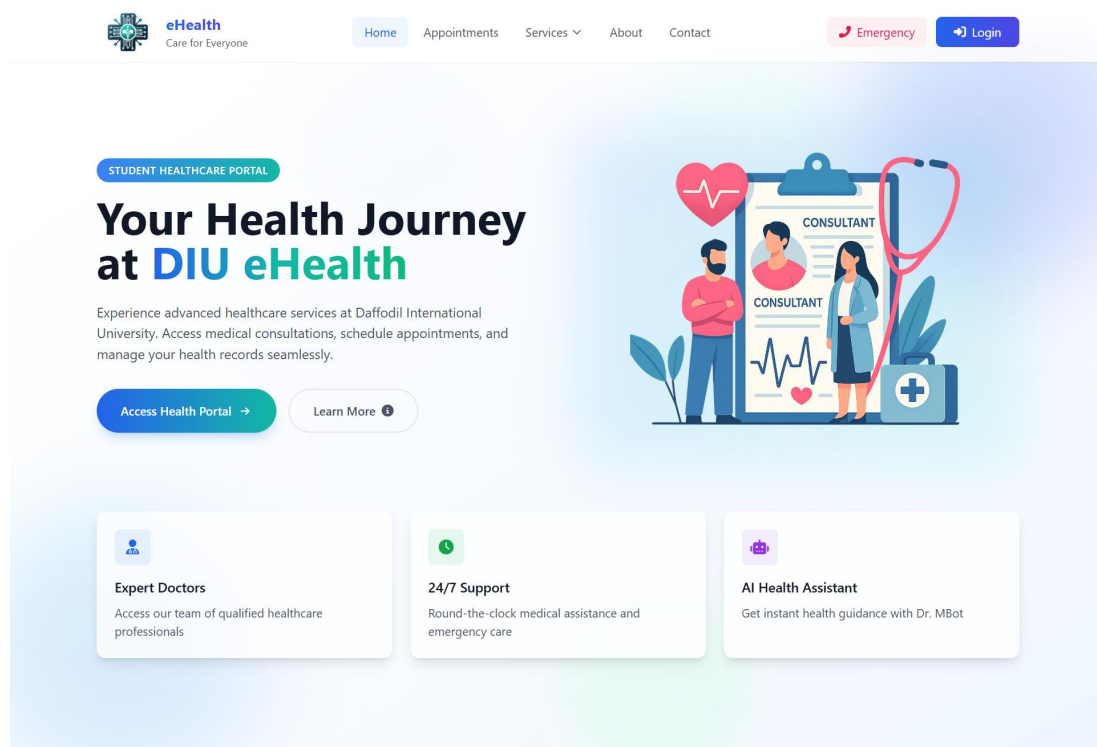 eHealth
Care for Everyone
Home
Appointments
Services
About
Contact
Emergency
Login
STUDENT HEALTHCARE PORTAL
Your Health Journey
at DIU eHealth
Experience advanced healthcare services at Daffodil International
University. Access medical consultations, schedule appointments, and
manage your health records seamlessly.
Access Health Portal
Learn More
CONSULTANT
CONSULTANT
Expert Doctors
Access our team of qualified healthcare
professionals
24/7 Support
Round-the-clock medical assistance and
emergency care
AI Health Assistant
Get instant health guidance with Dr. MBot